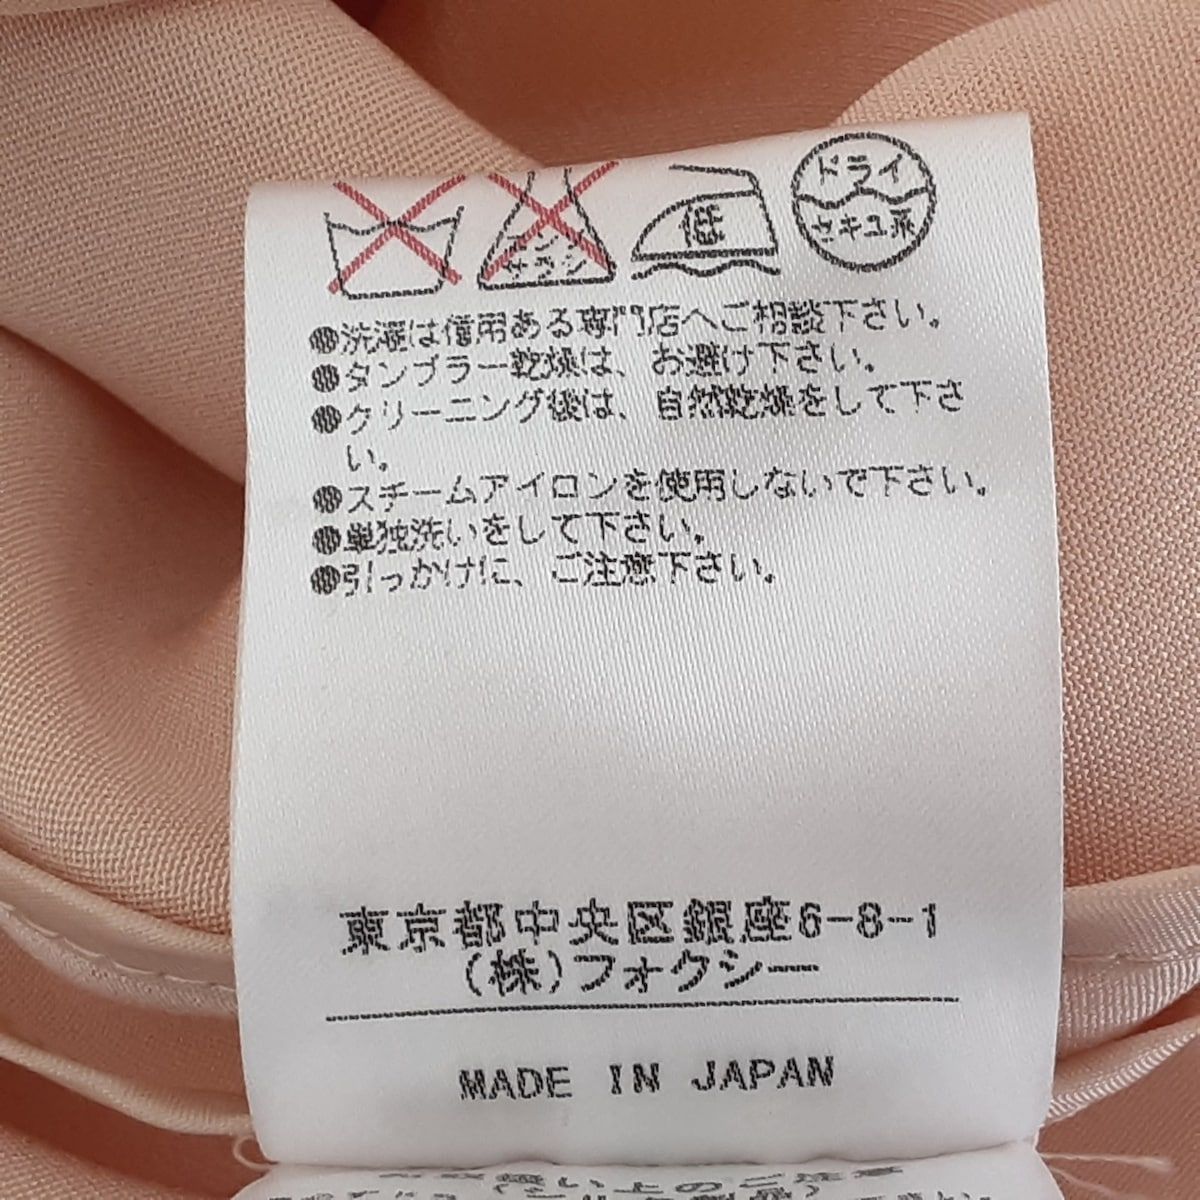 エンソ
サラシ
低
ドライ
セキユ系
●洗濯は信用ある専門店へご相談下さい。
●タンブラー乾燥は、お避け下さい。
●クリーニング後は、自然乾燥をして下さ
い。
●スチームアイロンを使用しないで下さい。
●単独洗いをして下さい。
●引っかけに、ご注意下さい。
東京都中央区銀座6-8-1
(株)フォクシー
MADE IN JAPAN